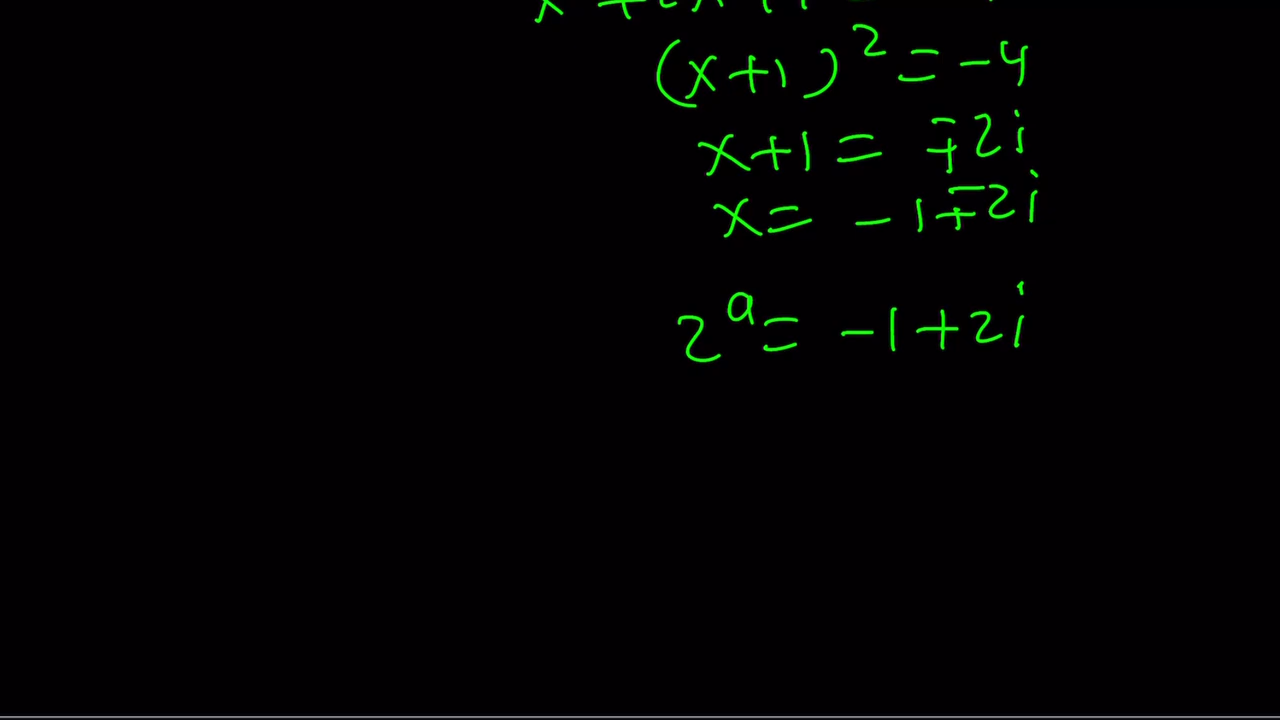 (x+1)² = -4
x+1 = ∓2i
x = -1∓2i
2^a = -1+2i